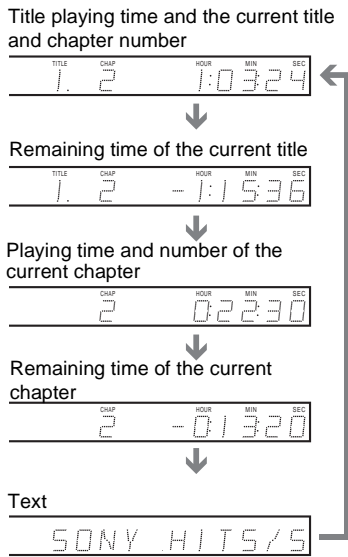 Title playing time and the current title
and chapter number
TITLE CHAP HOUR MIN SEC
1. 2 1:03:24
Remaining time of the current title
TITLE CHAP HOUR MIN SEC
1. 2 -1:15:36
Playing time and number of the
current chapter
CHAP HOUR MIN SEC
2 0:22:30
Remaining time of the current
chapter
CHAP HOUR MIN SEC
2 -0:13:20
Text
SONY HITS/S